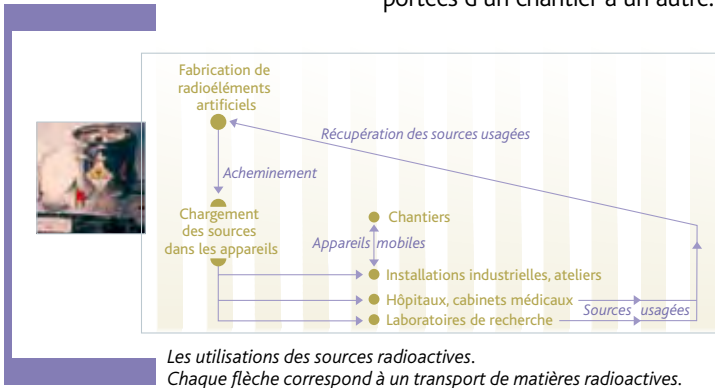 portées d'un chantier à un autre.
Fabrication de
radioéléments
artificiels
Récupération des sources usagées
Acheminement
Chargement
des sources
dans les appareils
Chantiers
Appareils mobiles
Installations industrielles, ateliers
Hôpitaux, cabinets médicaux
Sources usagées
Laboratoires de recherche
Les utilisations des sources radioactives.
Chaque flèche correspond à un transport de matières radioactives.